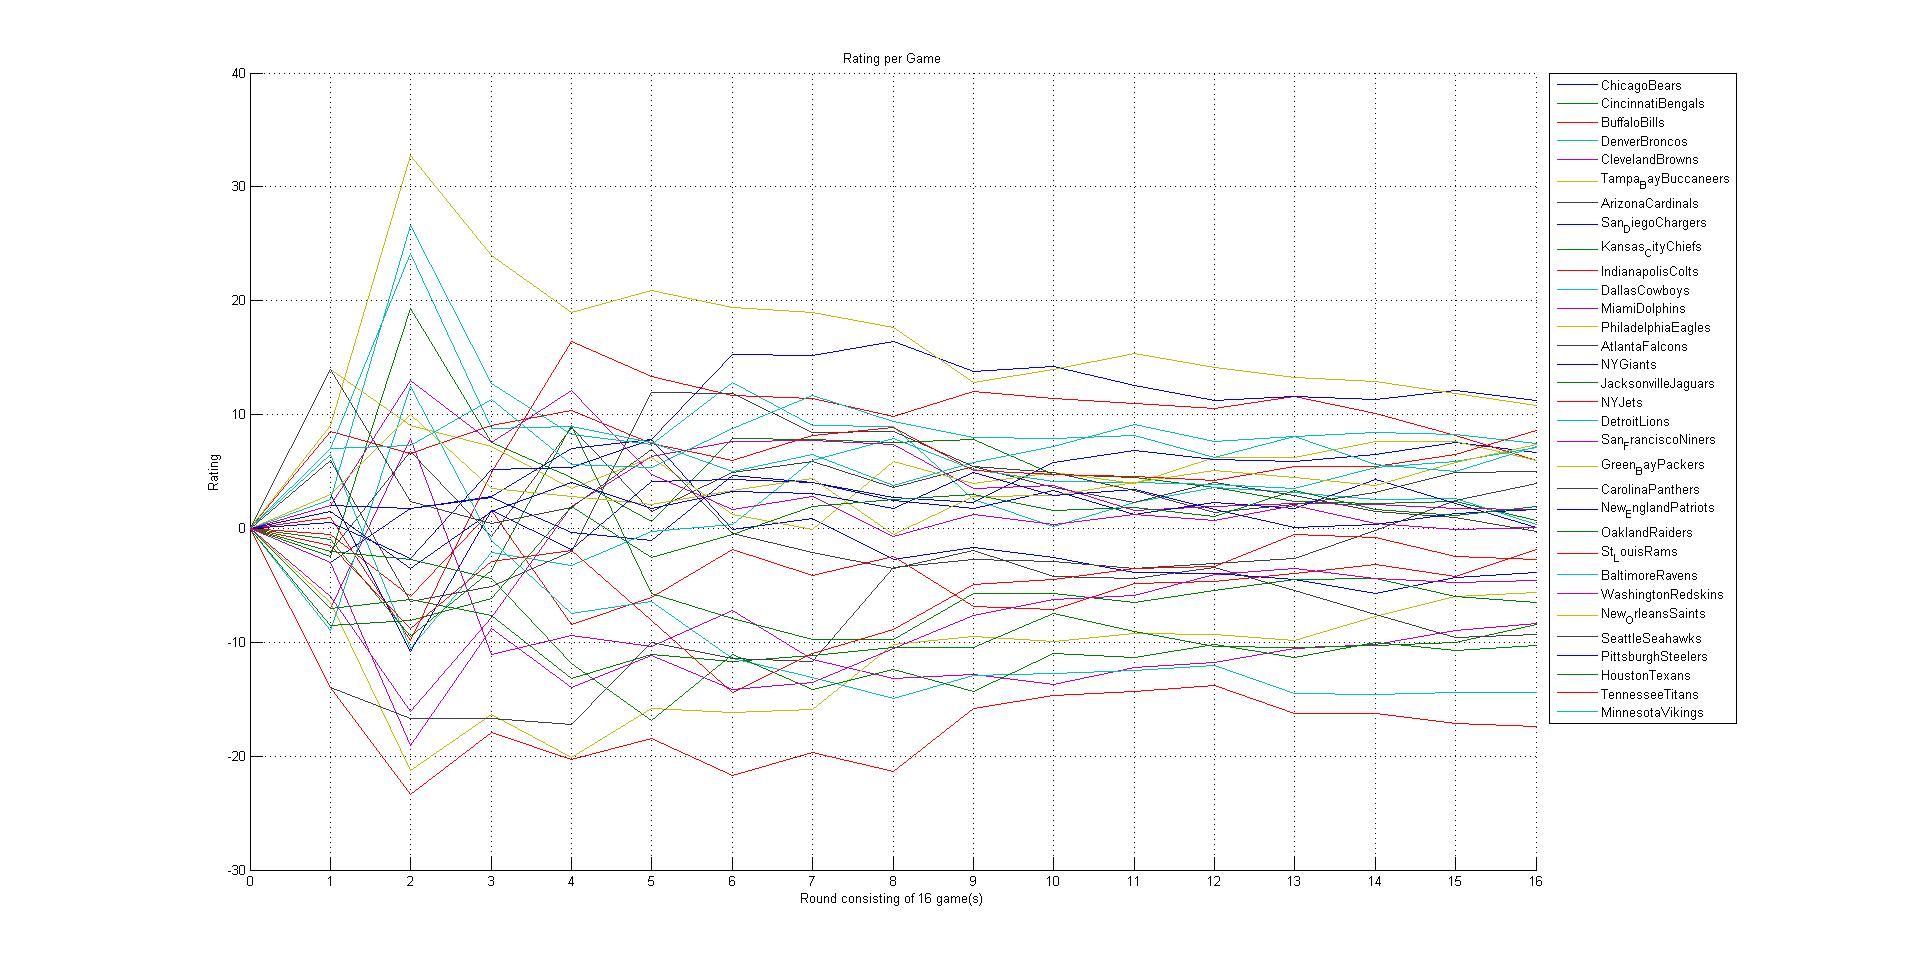 Rating per Game
40
30
20
10
0
-10
-20
-30
Rating
0 1 2 3 4 5 6 7 8 9 10 11 12 13 14 15 16
Round consisting of 16 game(s)
ChicagoBears
CincinnatiBengals
BuffaloBills
DenverBroncos
ClevelandBrowns
TampaBayBuccaneers
ArizonaCardinals
SanDiegoChargers
KansasCityChiefs
IndianapolisColts
DallasCowboys
MiamiDolphins
PhiladelphiaEagles
AtlantaFalcons
NYGiants
JacksonvilleJaguars
NYJets
DetroitLions
SanFranciscoNiners
GreenBayPackers
CarolinaPanthers
NewEnglandPatriots
OaklandRaiders
StLouisRams
BaltimoreRavens
WashingtonRedskins
NewOrleansSaints
SeattleSeahawks
PittsburghSteelers
HoustonTexans
TennesseeTitans
MinnesotaVikings